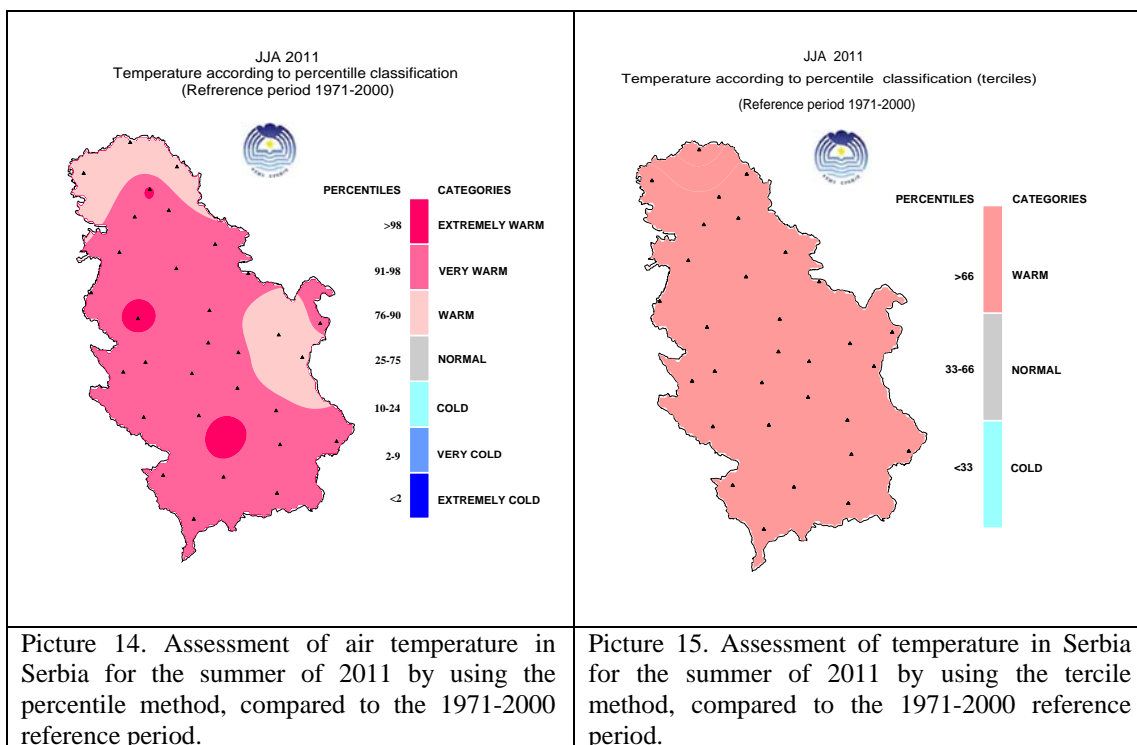 JJA 2011
Temperature according to percentille classification
(Refrerence period 1971-2000)
PERCENTILES CATEGORIES
>98 EXTREMELY WARM
91-98 VERY WARM
76-90 WARM
25-75 NORMAL
10-24 COLD
2-9 VERY COLD
<2 EXTREMELY COLD
JJA 2011
Temperature according to percentile classification (terciles)
(Reference period 1971-2000)
PERCENTILES CATEGORIES
>66 WARM
33-66 NORMAL
<33 COLD
Picture 14. Assessment of air temperature in
Serbia for the summer of 2011 by using the
percentile method, compared to the 1971-2000
reference period.
Picture 15. Assessment of temperature in Serbia
for the summer of 2011 by using the tercile
method, compared to the 1971-2000 reference
period.